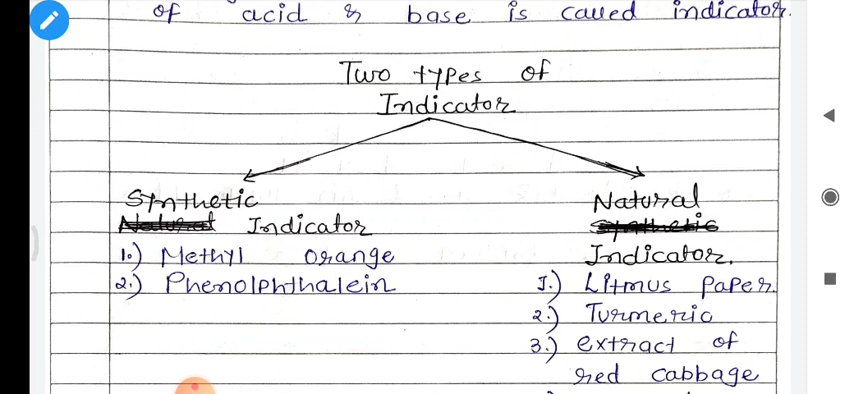 of acid & base is called indicator.
Two types of
Indicator
Synthetic
Natural Indicator
1.) Methyl orange
2.) Phenolphthalein
Natural
Synthetic
Indicator.
1.) Litmus paper.
2.) Turmeric
3.) extract of
red cabbage